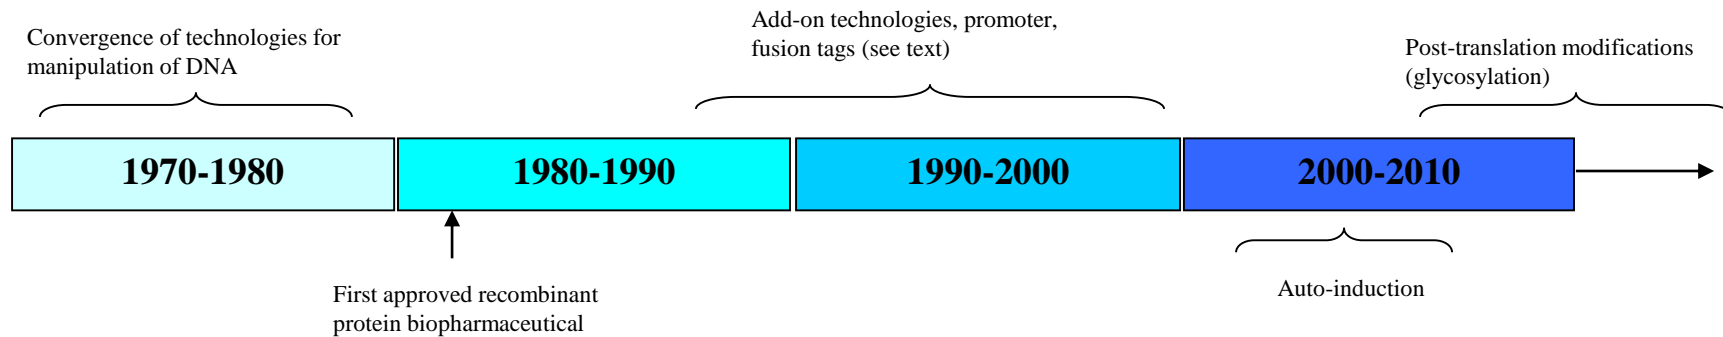 Convergence of technologies for
manipulation of DNA
Add-on technologies, promoter,
fusion tags (see text)
Post-translation modifications
(glycosylation)
1970-1980
1980-1990
1990-2000
2000-2010
First approved recombinant
protein biopharmaceutical
Auto-induction